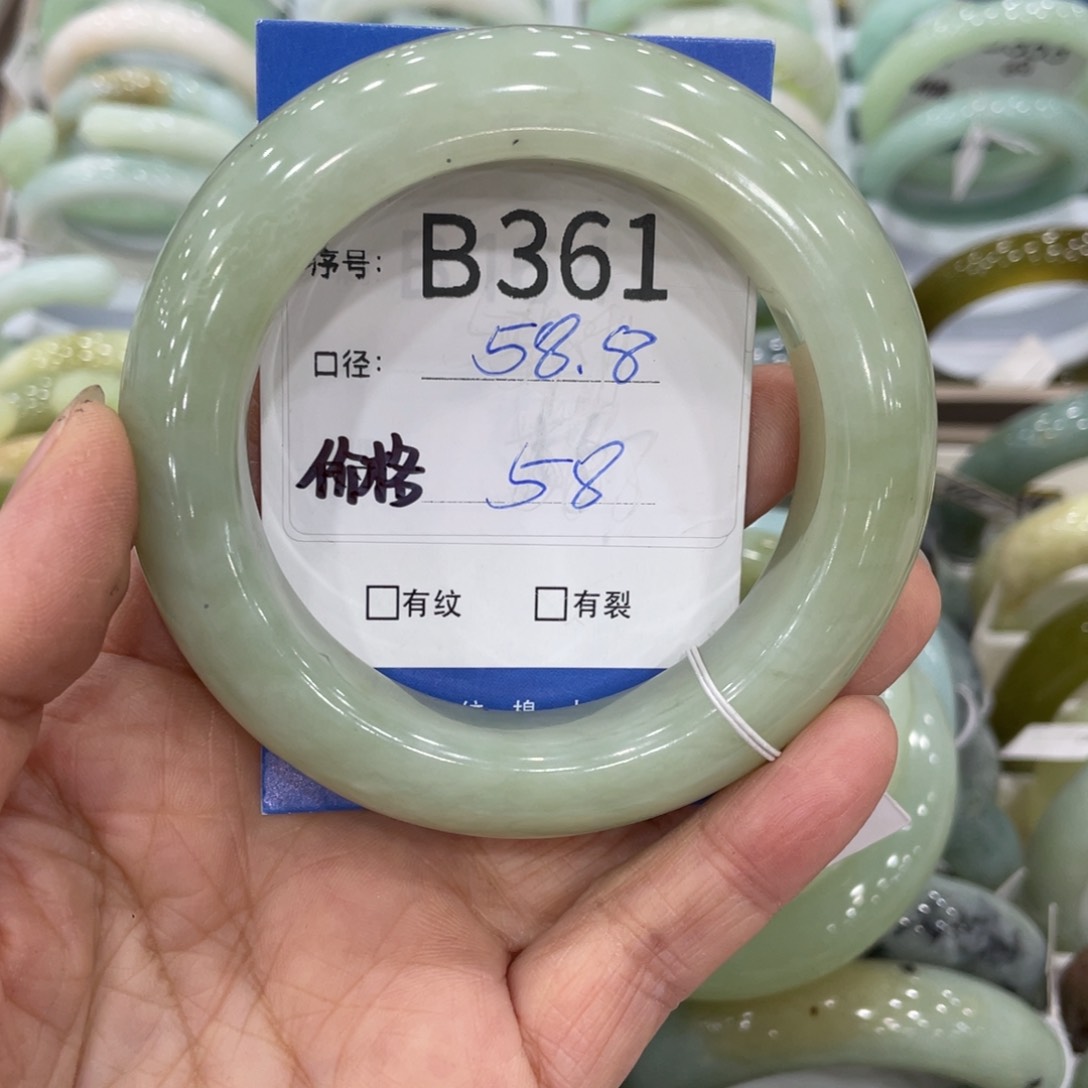 序号: B361
口径: 58.8
价格 58
□有纹 □有裂